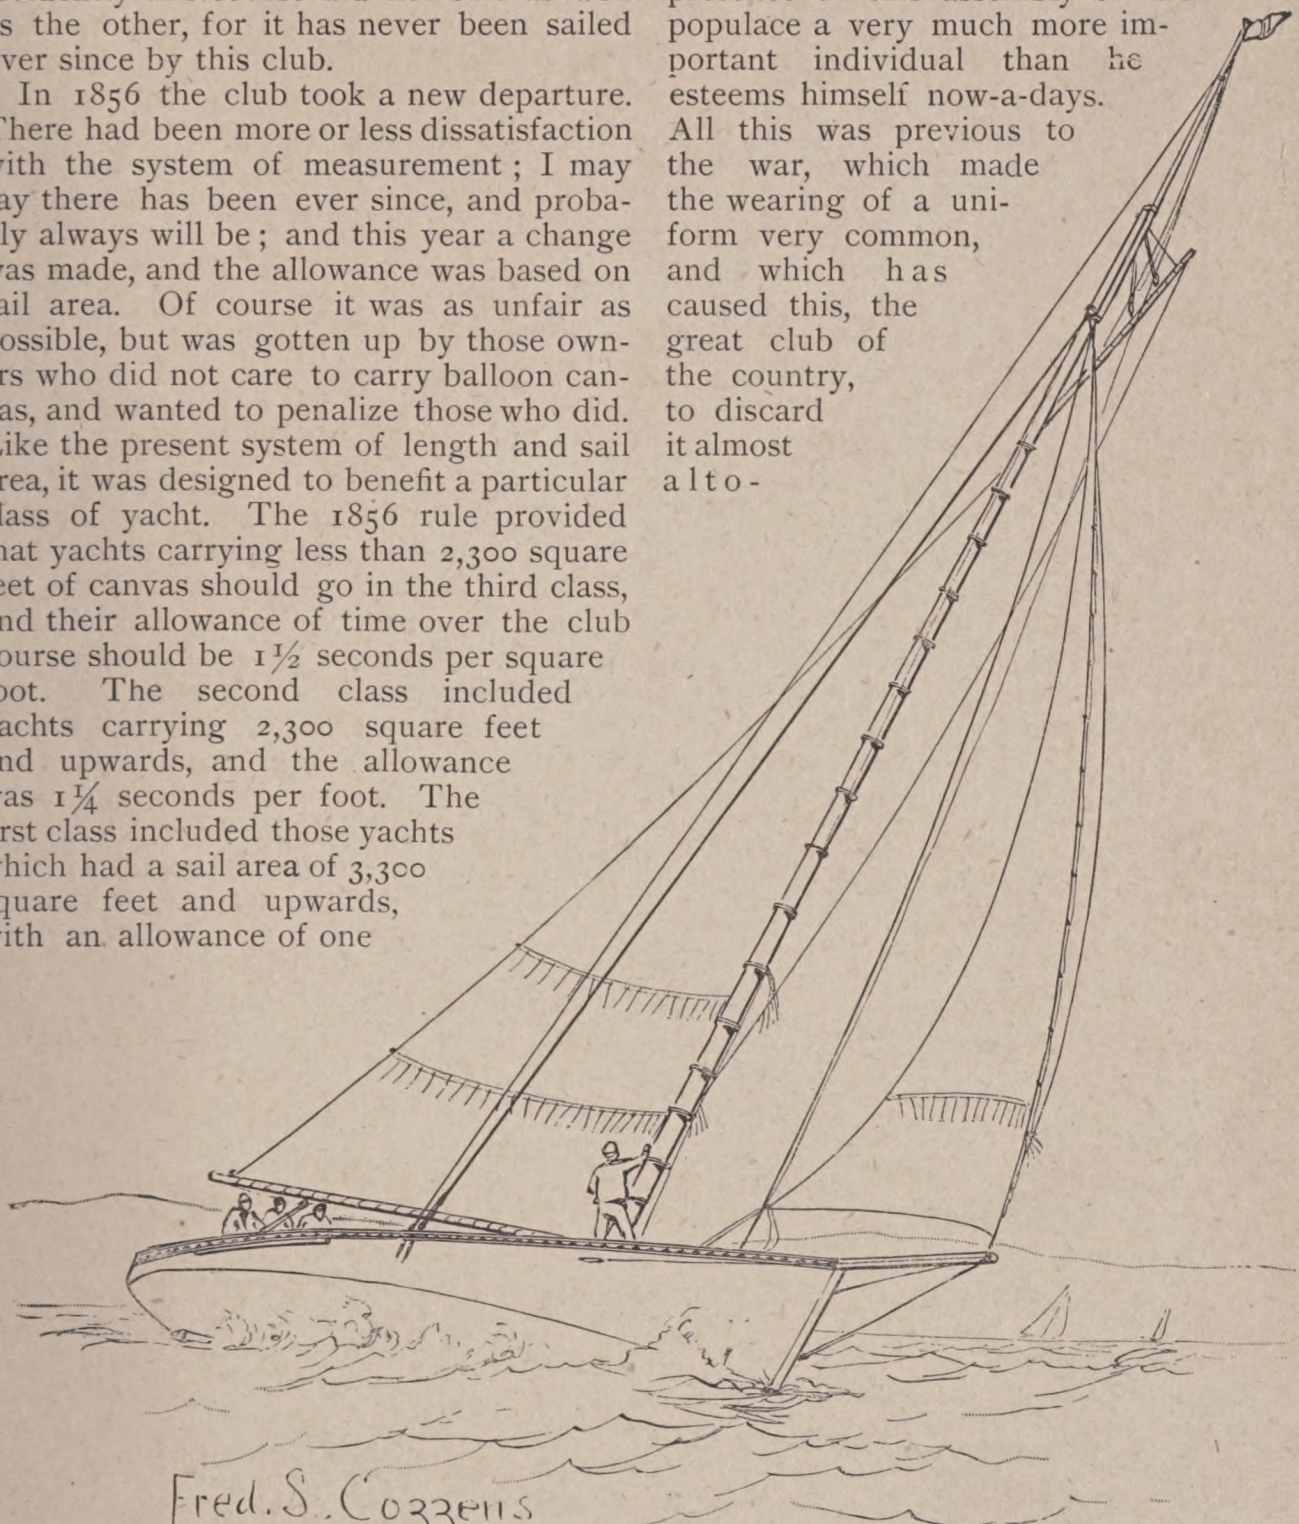 s the other, for it has never been sailed
ver since by this club.
In 1856 the club took a new departure.
There had been more or less dissatisfaction
with the system of measurement ; I may
ay there has been ever since, and proba-
ly always will be ; and this year a change
was made, and the allowance was based on
ail area. Of course it was as unfair as
ossible, but was gotten up by those own-
rs who did not care to carry balloon can-
as, and wanted to penalize those who did.
Like the present system of length and sail
rea, it was designed to benefit a particular
lass of yacht. The 1856 rule provided
hat yachts carrying less than 2,300 square
eet of canvas should go in the third class,
nd their allowance of time over the club
ourse should be 1½ seconds per square
oot. The second class included
achts carrying 2,300 square feet
nd upwards, and the allowance
as 1¼ seconds per foot. The
rst class included those yachts
hich had a sail area of 3,300
quare feet and upwards,
ith an allowance of one
populace a very much more im-
portant individual than he
esteems himself now-a-days.
All this was previous to
the war, which made
the wearing of a uni-
form very common,
and which has
caused this, the
great club of
the country,
to discard
it almost
alto-
Fred. S. Cozzens